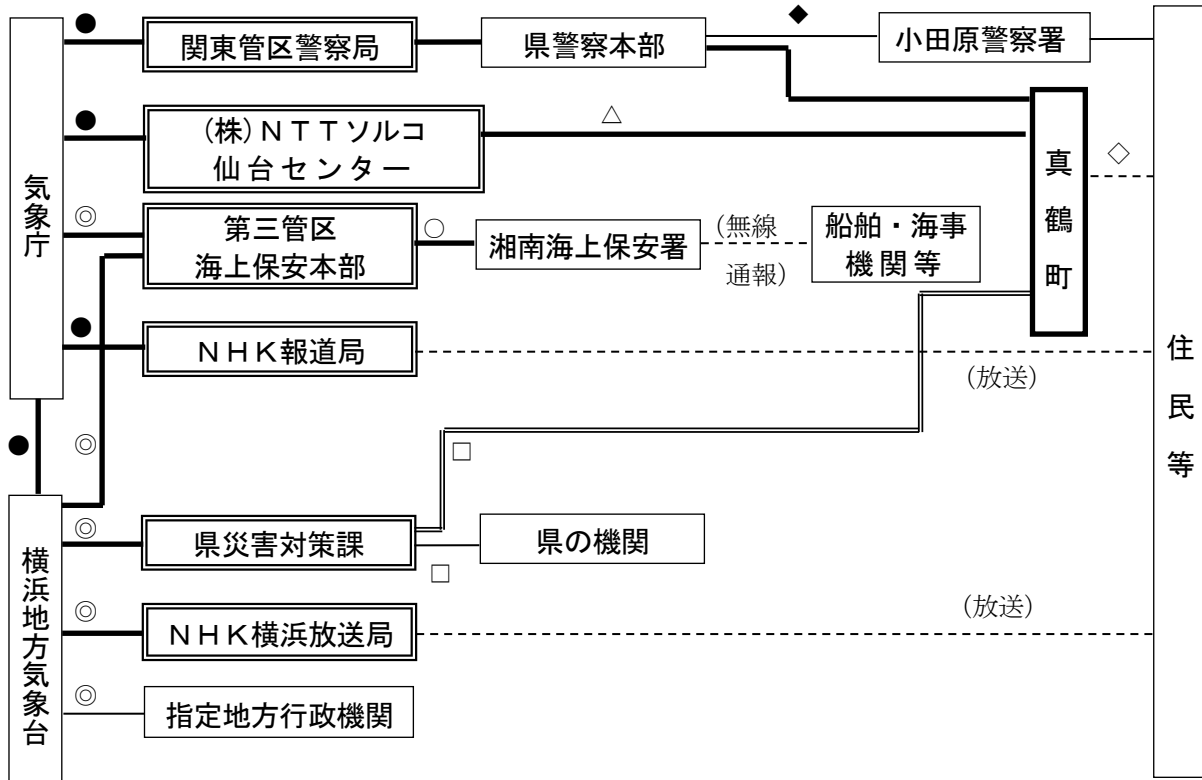 ●
関東管区警察局
県警察本部
◆
小田原警察署
●
(株)ＮＴＴソルコ
仙台センター
△
気象庁
◎
第三管区
海上保安本部
○
湘南海上保安署
（無線
通報）
船舶・海事
機関等
真鶴町
◇
●
ＮＨＫ報道局
（放送）
住民等
●
◎
□
横浜地方気象台
◎
県災害対策課
□
県の機関
◎
ＮＨＫ横浜放送局
（放送）
◎
指定地方行政機関